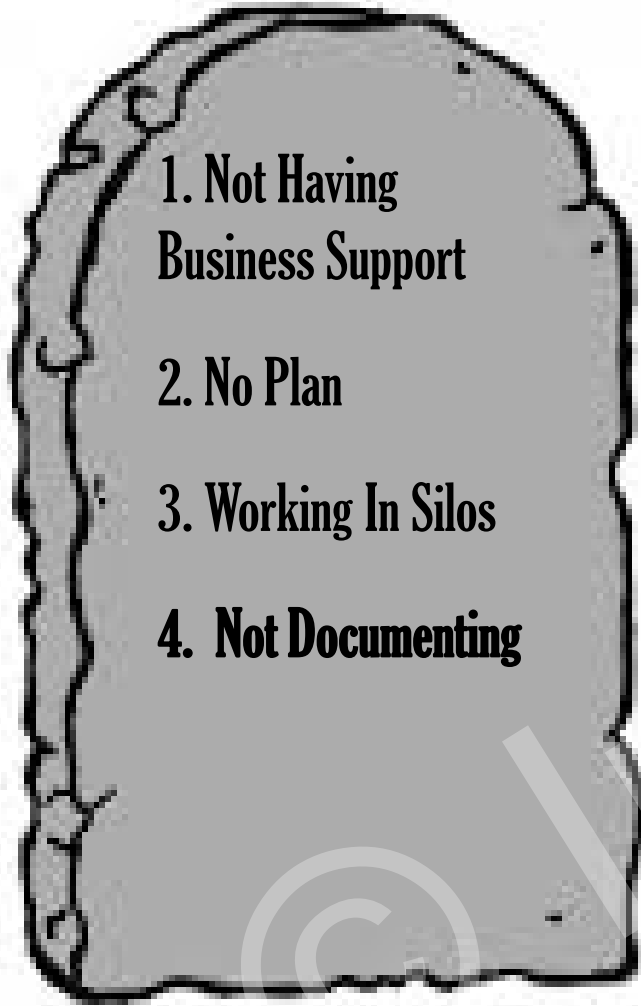 1. Not Having
Business Support
2. No Plan
3. Working In Silos
4. Not Documenting
©